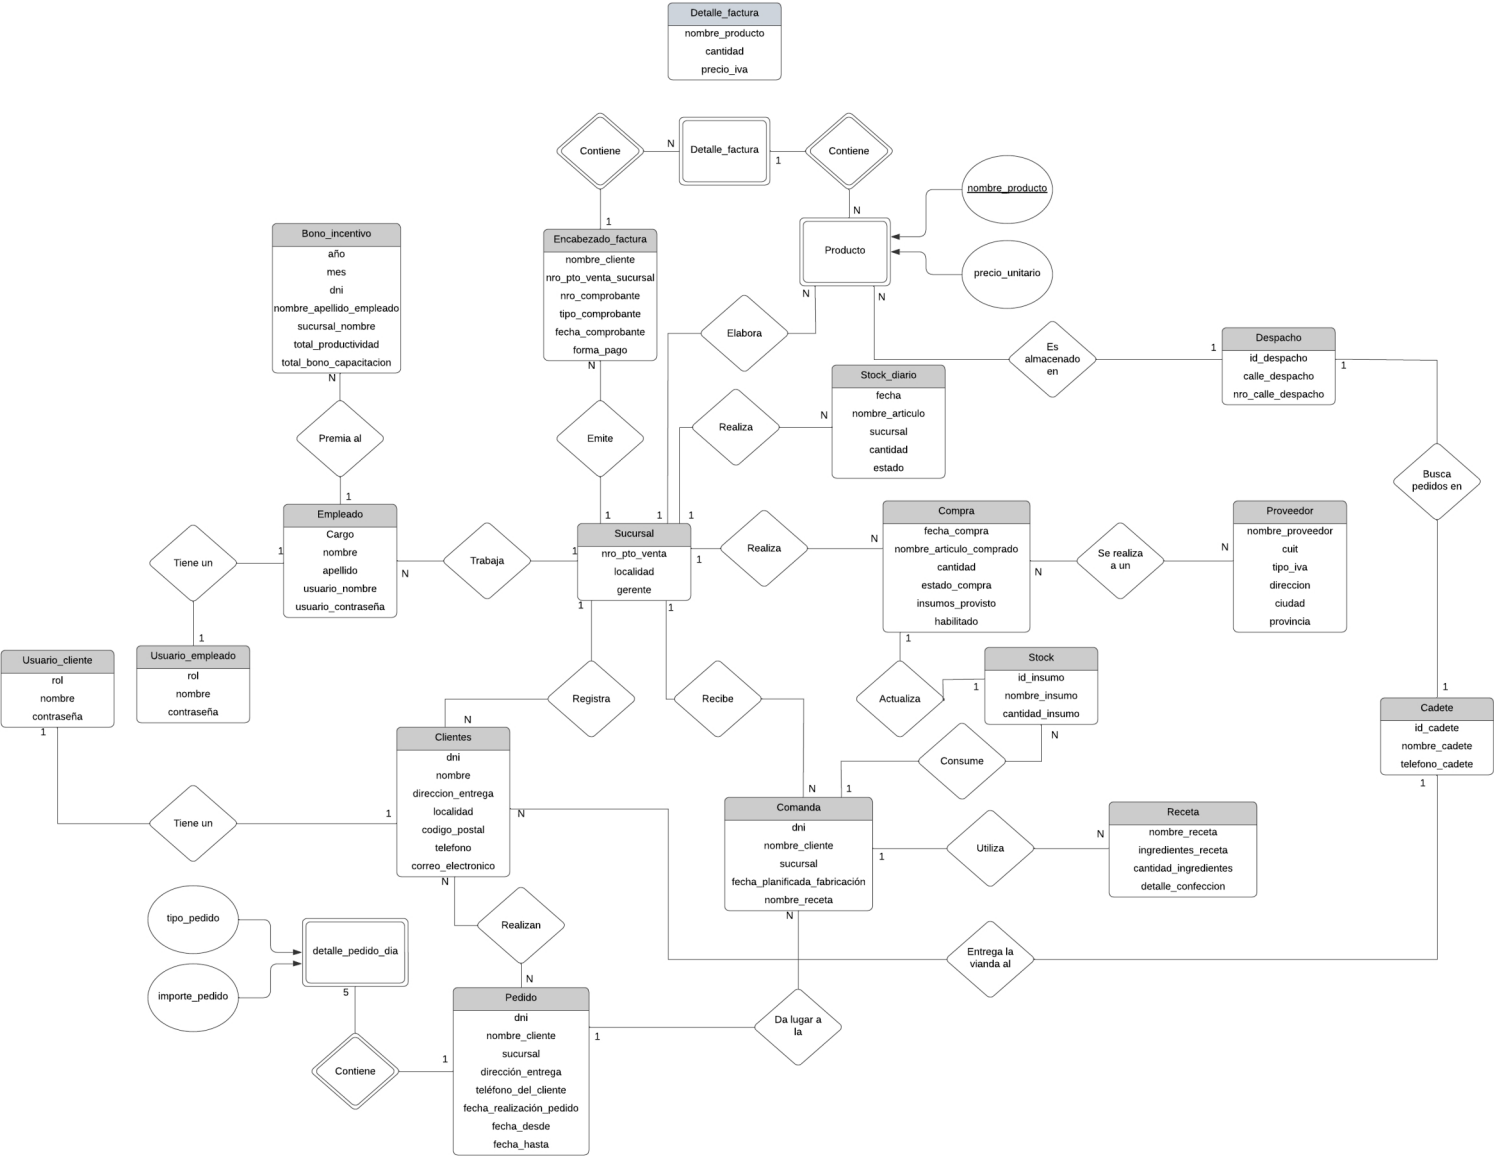 Detalle_factura
nombre_producto
cantidad
precio_iva
Contiene
N
Detalle_factura
1
Contiene
1
N
nombre_producto
Producto
precio_unitario
N
N
Bono_incentivo
año
mes
dni
nombre_apellido_empleado
sucursal_nombre
total_productividad
total_bono_capacitacion
N
Encabezado_factura
nombre_cliente
nro_pto_venta_sucursal
nro_comprobante
tipo_comprobante
fecha_comprobante
forma_pago
N
Elabora
Es
almacenado
en
1
Despacho
id_despacho
calle_despacho
nro_calle_despacho
1
Stock_diario
fecha
nombre_articulo
sucursal
cantidad
estado
Premia al
Emite
Realiza
N
Busca
pedidos en
1
1
1
1
Empleado
Cargo
nombre
apellido
usuario_nombre
usuario_contraseña
Tiene un
1
N
Trabaja
1
Sucursal
nro_pto_venta
localidad
gerente
1
Realiza
N
Compra
fecha_compra
nombre_articulo_comprado
cantidad
estado_compra
insumos_provisto
habilitado
N
Se realiza
a un
N
Proveedor
nombre_proveedor
cuit
tipo_iva
direccion
ciudad
provincia
1
1
1
1
Usuario_cliente
rol
nombre
contraseña
1
Usuario_empleado
rol
nombre
contraseña
Registra
N
Recibe
N
Actualiza
1
Stock
id_insumo
nombre_insumo
cantidad_insumo
N
Consume
1
1
Cadete
id_cadete
nombre_cadete
telefono_cadete
1
Tiene un
1
Clientes
dni
nombre
direccion_entrega
localidad
codigo_postal
telefono
correo_electronico
N
N
Comanda
dni
nombre_cliente
sucursal
fecha_planificada_fabricación
nombre_receta
1
N
Utiliza
N
Receta
nombre_receta
ingredientes_receta
cantidad_ingredientes
detalle_confeccion
tipo_pedido
importe_pedido
detalle_pedido_dia
5
Realizan
N
Entrega la
vianda al
Contiene
1
Pedido
dni
nombre_cliente
sucursal
dirección_entrega
teléfono_del_cliente
fecha_realización_pedido
fecha_desde
fecha_hasta
1
Da lugar a
la